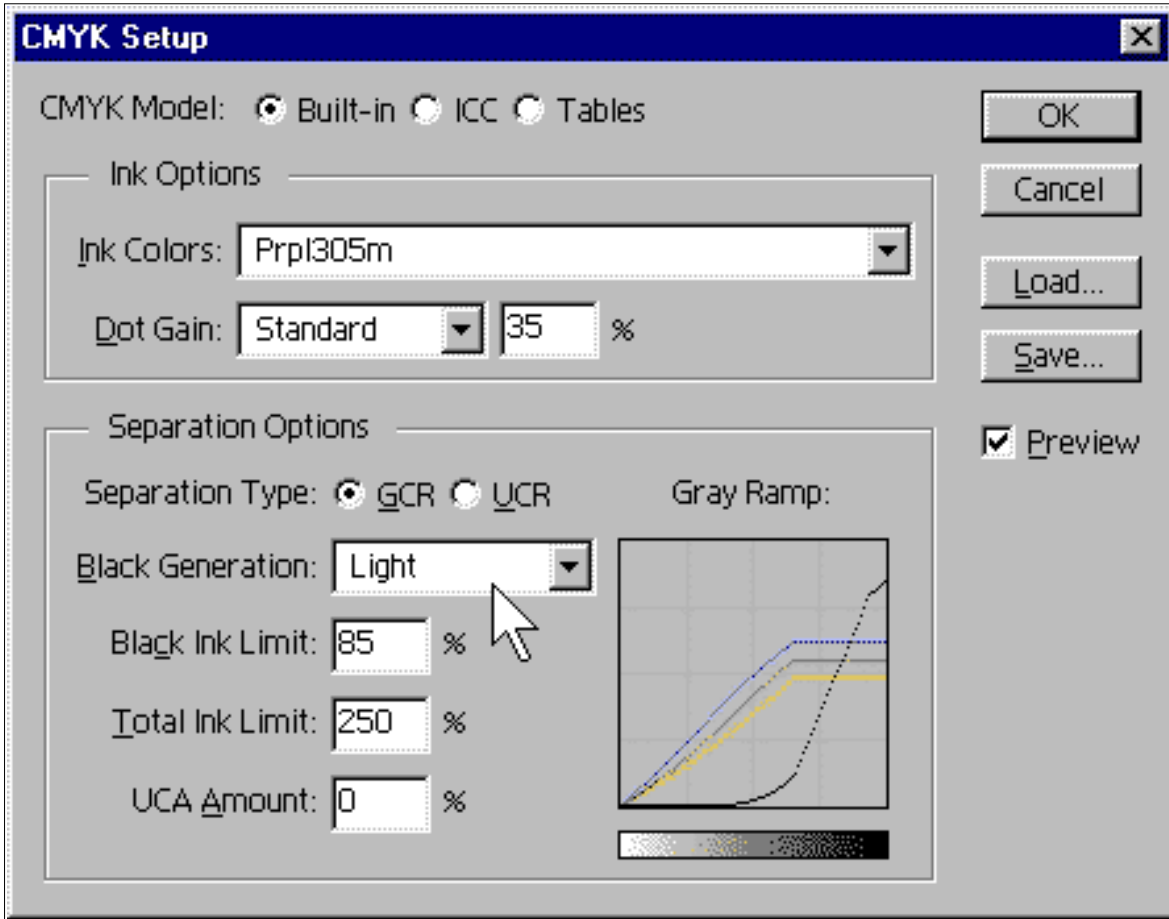 CMYK Setup
CMYK Model: Built-in ICC Tables
OK
Ink Options
Cancel
Ink Colors: Prpl305m
Load...
Dot Gain: Standard 35 %
Save...
Separation Options
Preview
Separation Type: GCR UCR Gray Ramp:
Black Generation: Light
Black Ink Limit: 85 %
Total Ink Limit: 250 %
UCA Amount: 0 %